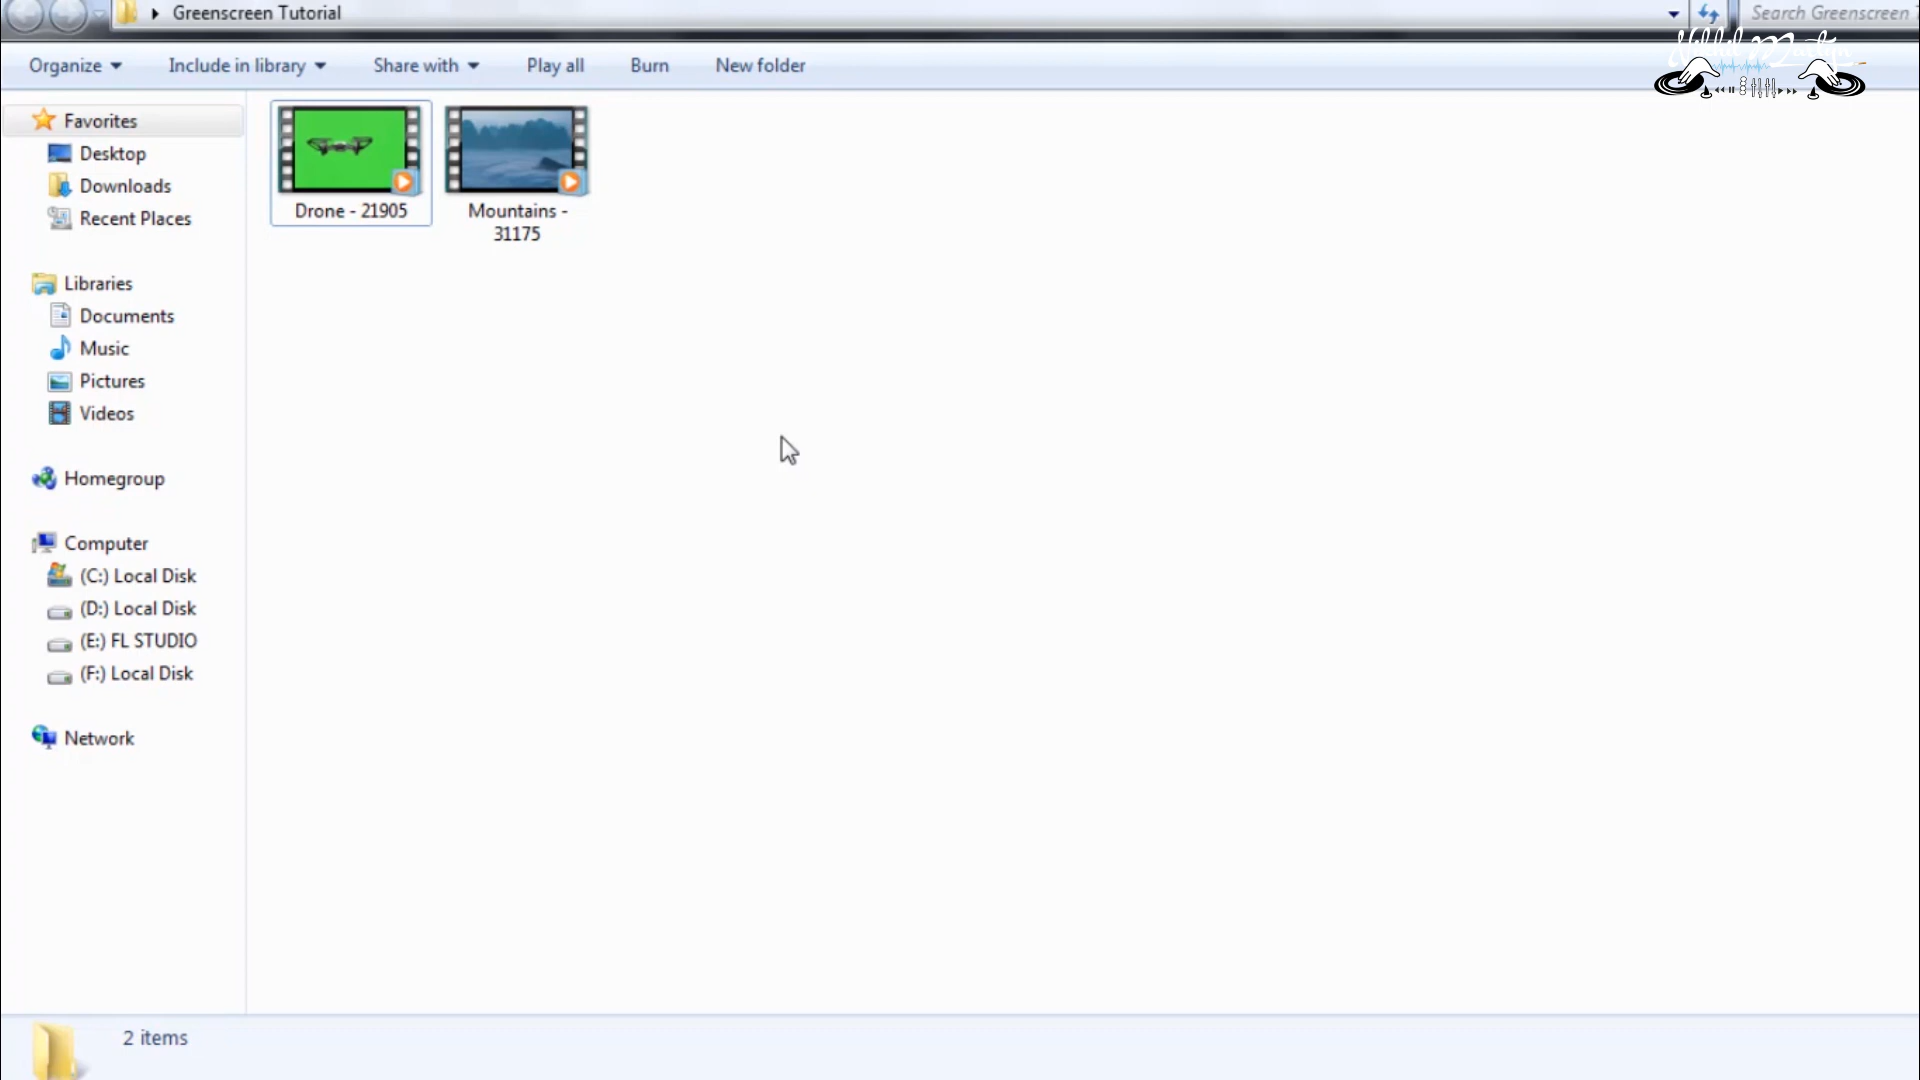 Greenscreen Tutorial
Search Greenscreen
Organize
Include in library
Share with
Play all
Burn
New folder
Favorites
Desktop
Downloads
Recent Places
Libraries
Documents
Music
Pictures
Videos
Homegroup
Computer
(C:) Local Disk
(D:) Local Disk
(E:) FL STUDIO
(F:) Local Disk
Network
Drone - 21905
Mountains -
31175
2 items